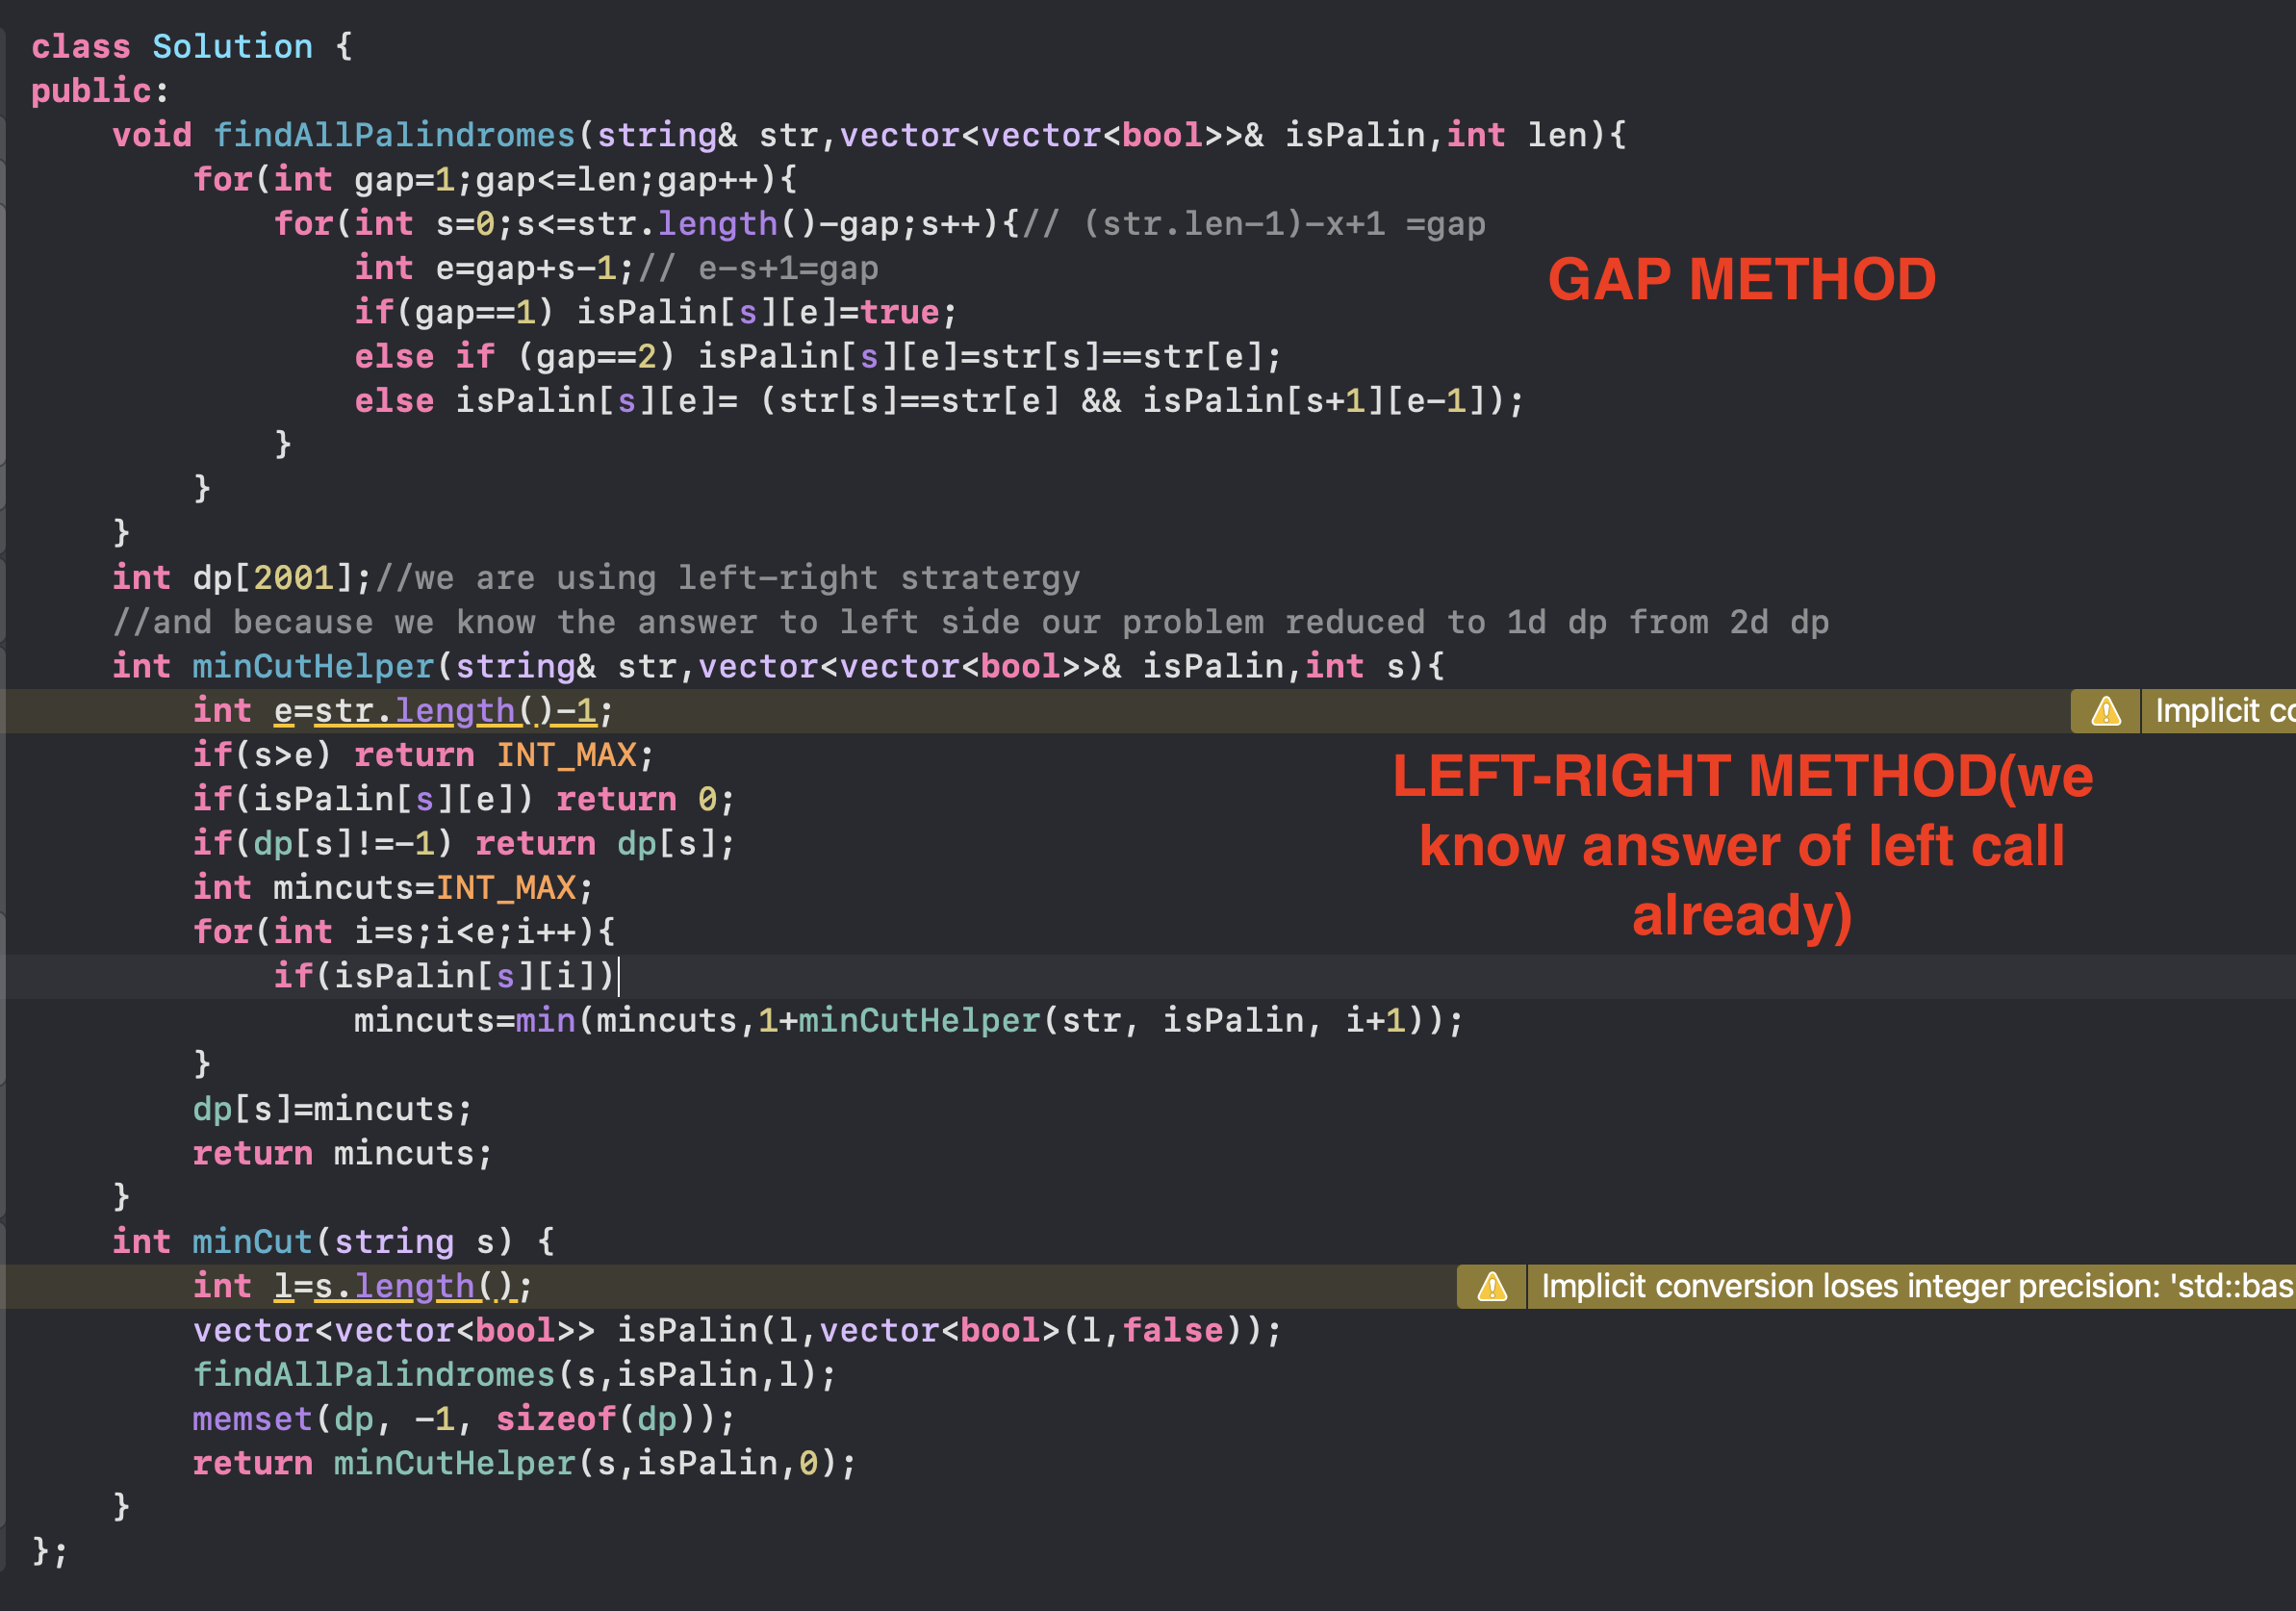 class Solution {
public:
    void findAllPalindromes(string& str,vector<vector<bool>>& isPalin,int len){
        for(int gap=1;gap<=len;gap++){
            for(int s=0;s<=str.length()-gap;s++){// (str.len-1)-x+1 =gap
                int e=gap+s-1;// e-s+1=gap
GAP METHOD
                if(gap==1) isPalin[s][e]=true;
                else if (gap==2) isPalin[s][e]=str[s]==str[e];
                else isPalin[s][e]= (str[s]==str[e] && isPalin[s+1][e-1]);
            }
        }
    }
    int dp[2001];//we are using left-right stratergy
    //and because we know the answer to left side our problem reduced to 1d dp from 2d dp
    int minCutHelper(string& str,vector<vector<bool>>& isPalin,int s){
        int e=str.length()-1;
Implicit co
        if(s>e) return INT_MAX;
        if(isPalin[s][e]) return 0;
        if(dp[s]!=-1) return dp[s];
        int mincuts=INT_MAX;
        for(int i=s;i<e;i++){
LEFT-RIGHT METHOD(we
know answer of left call
already)
            if(isPalin[s][i])
                mincuts=min(mincuts,1+minCutHelper(str, isPalin, i+1));
        }
        dp[s]=mincuts;
        return mincuts;
    }
    int minCut(string s) {
        int l=s.length();
Implicit conversion loses integer precision: 'std::bas
        vector<vector<bool>> isPalin(l,vector<bool>(l,false));
        findAllPalindromes(s,isPalin,l);
        memset(dp, -1, sizeof(dp));
        return minCutHelper(s,isPalin,0);
    }
};